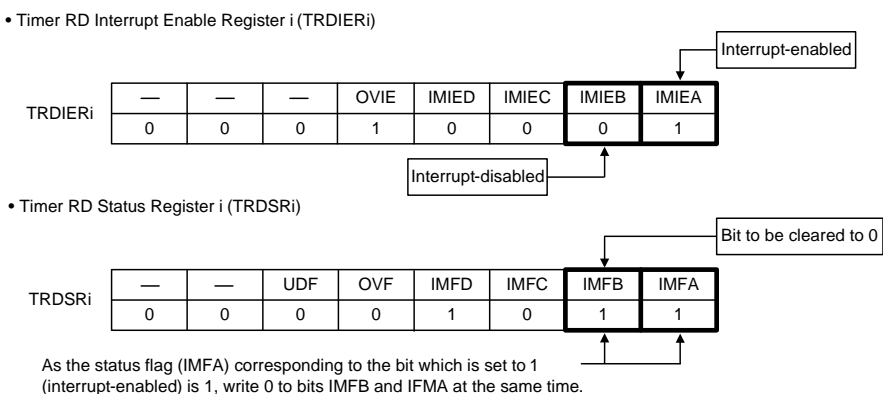 • Timer RD Interrupt Enable Register i (TRDIERi)
Interrupt-enabled
TRDIERi
— — — OVIE IMIED IMIEC IMIEB IMIEA
0 0 0 1 0 0 0 1
Interrupt-disabled
• Timer RD Status Register i (TRDSRi)
Bit to be cleared to 0
TRDSRi
— — UDF OVF IMFD IMFC IMFB IMFA
0 0 0 0 1 0 1 1
As the status flag (IMFA) corresponding to the bit which is set to 1
(interrupt-enabled) is 1, write 0 to bits IMFB and IFMA at the same time.